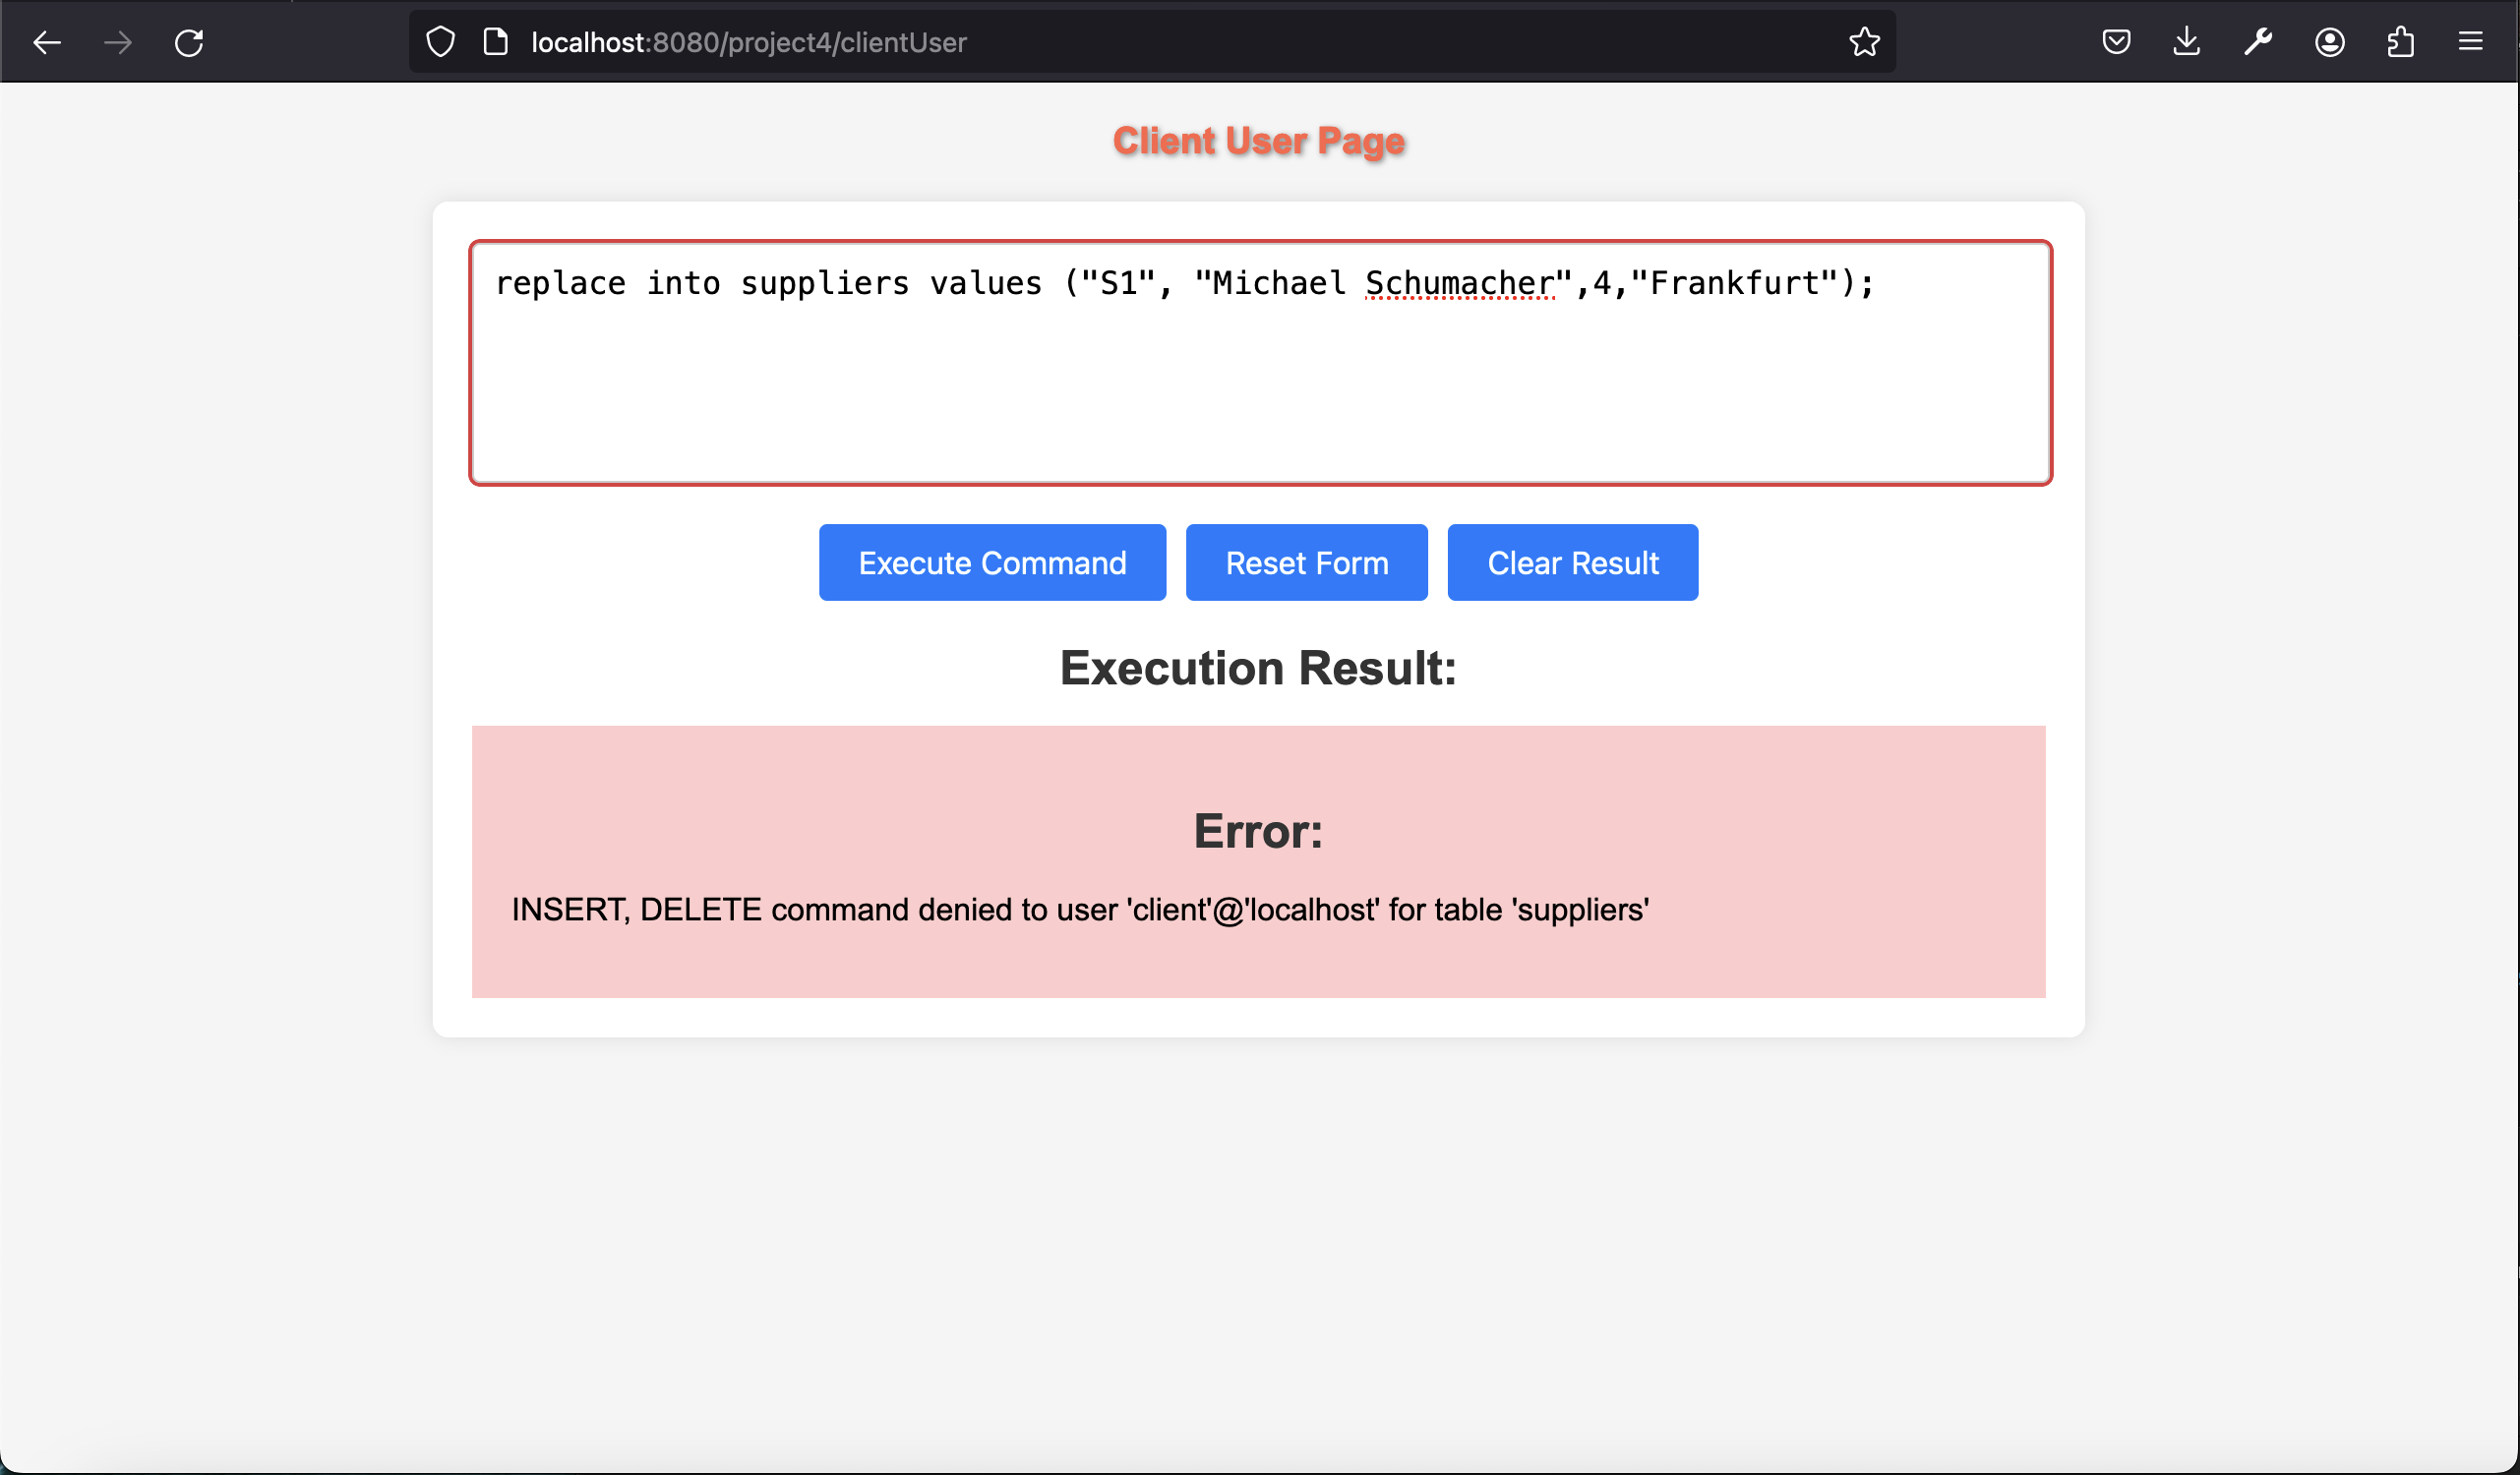 localhost:8080/project4/clientUser
Client User Page
replace into suppliers values ("S1", "Michael Schumacher",4,"Frankfurt");
Execute Command Reset Form Clear Result
Execution Result:
Error:
INSERT, DELETE command denied to user 'client'@'localhost' for table 'suppliers'